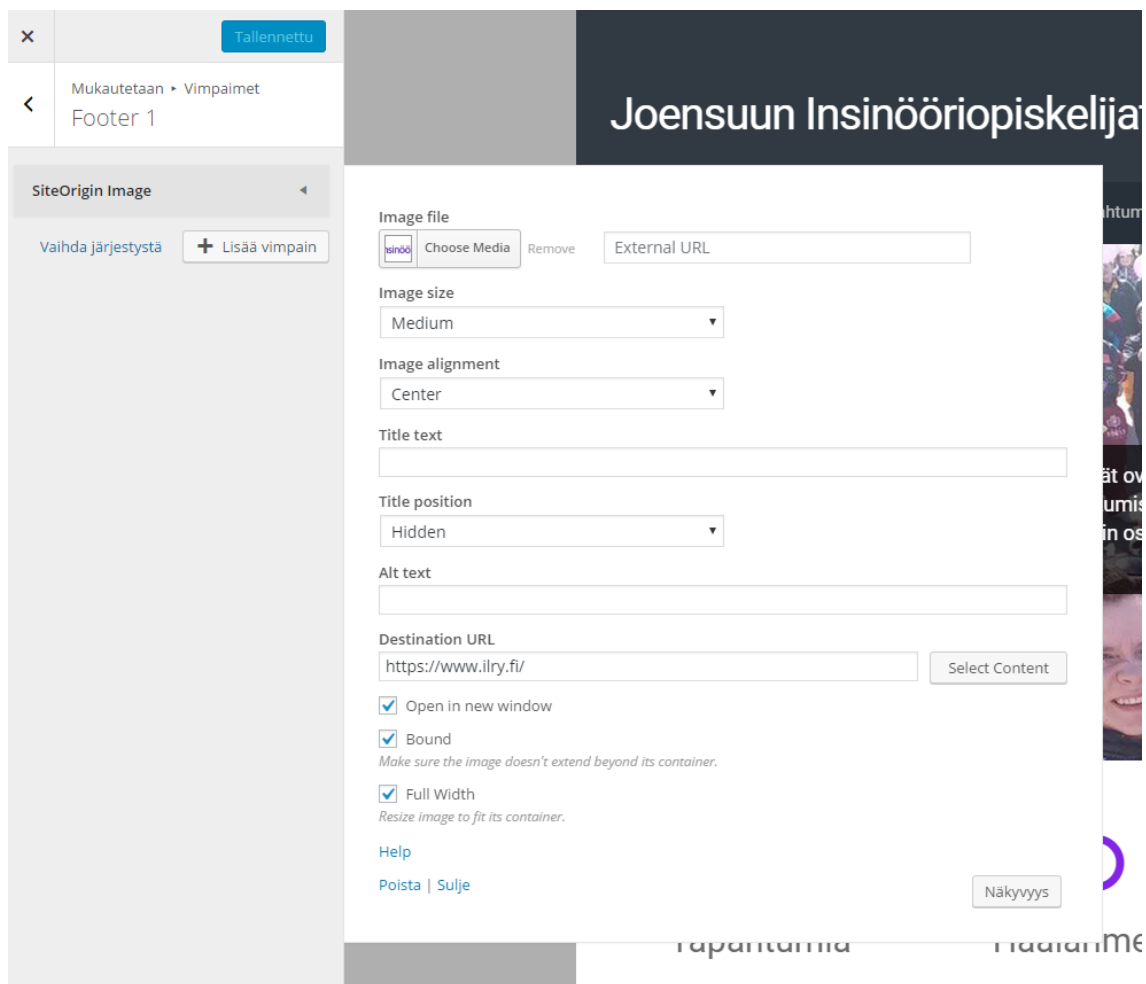 Tallennettu
Mukautetaan ▸ Vimpaimet
Footer 1
Joensuun Insinööriopiskelijat
SiteOrigin Image
Vaihda järjestystä
Lisää vimpain
Image file
Choose Media
Remove
External URL
Image size
Medium
Image alignment
Center
Title text
Title position
Hidden
Alt text
Destination URL
https://www.ilry.fi/
Select Content
Open in new window
Bound
Make sure the image doesn't extend beyond its container.
Full Width
Resize image to fit its container.
Help
Poista | Sulje
Näkyvyys
Tapahtumia